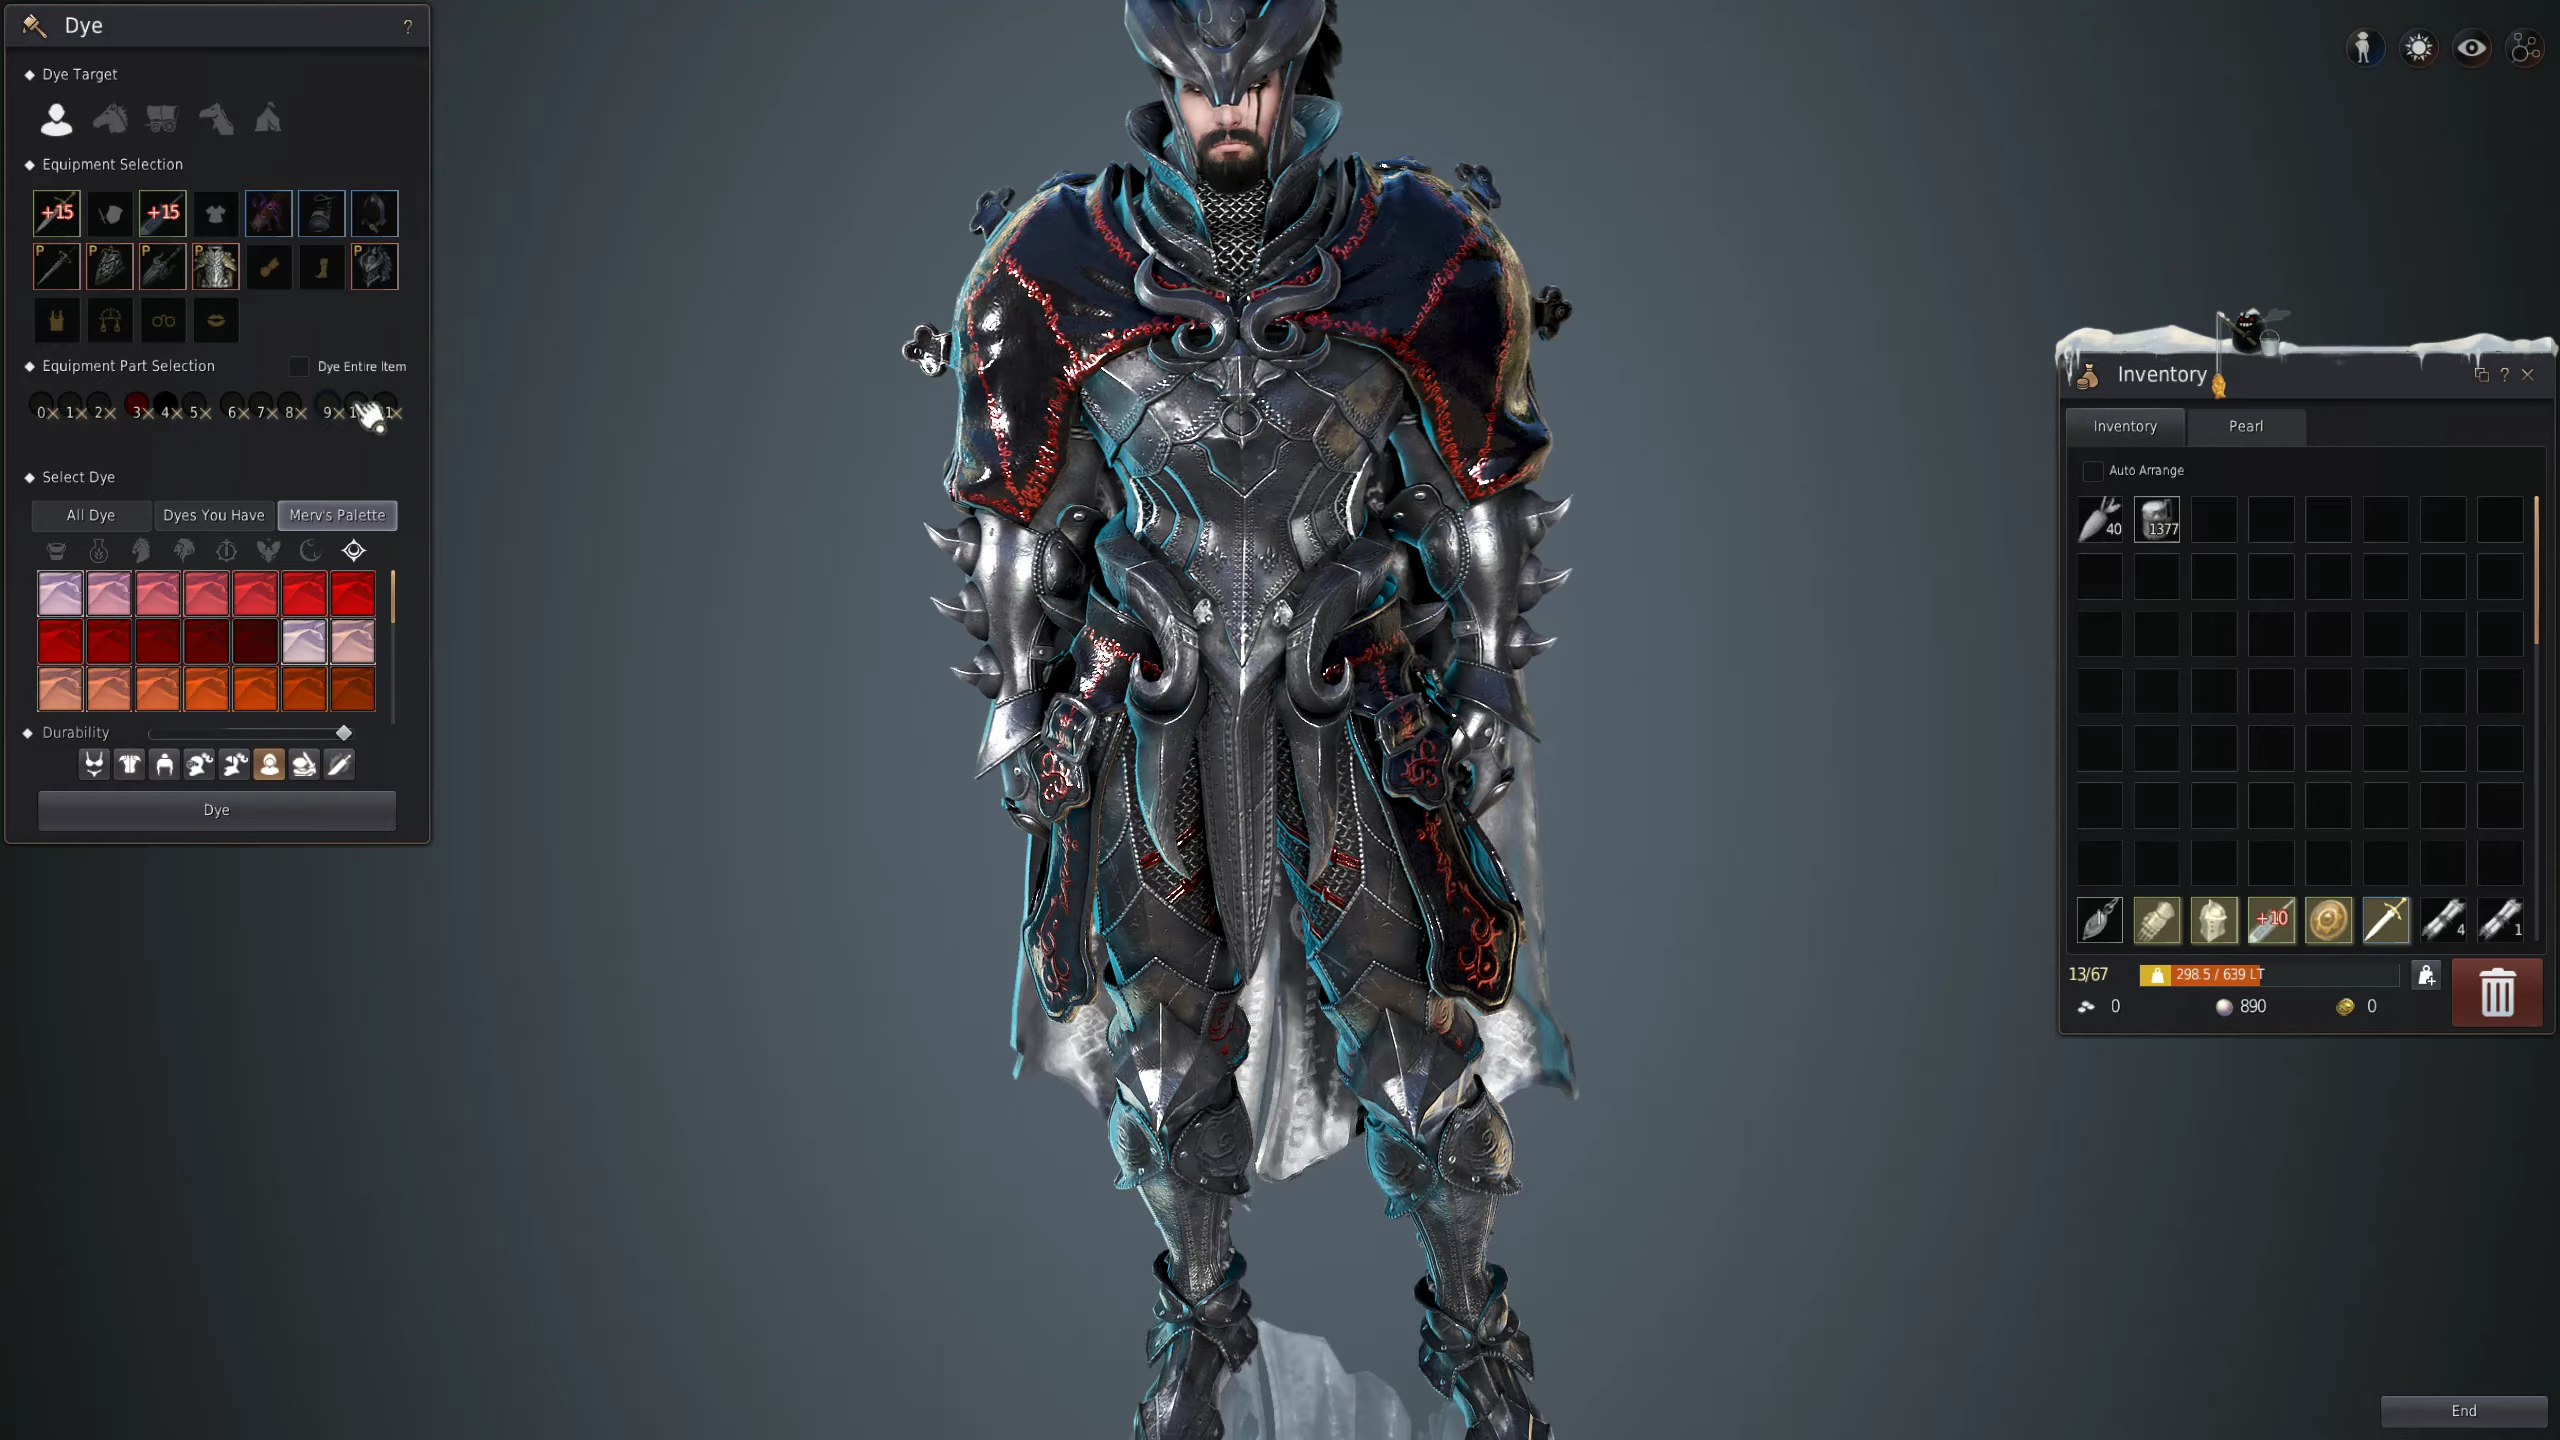 Dye ?
Dye Target
Equipment Selection
+15 +15
P P P P P
Equipment Part Selection Dye Entire Item
0× 1× 2× 3× 4× 5× 6× 7× 8× 9×
Select Dye
All Dye Dyes You Have Merv's Palette
Durability
Dye
Inventory ?
Inventory Pearl
Auto Arrange
40 1377
+10 4 1
13/67 298.5 / 639 LT
0 890 0
End